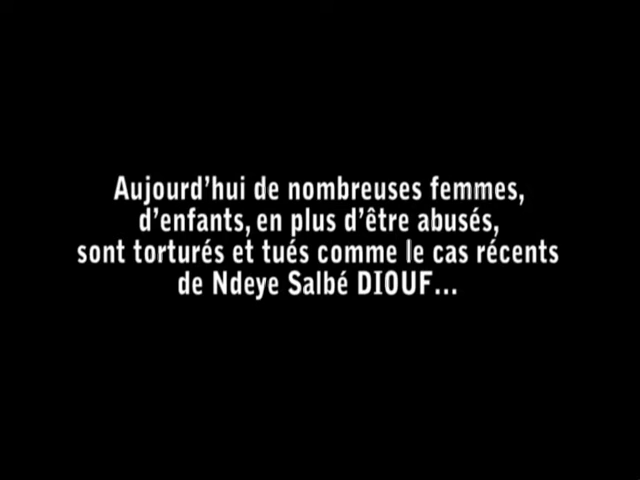 Aujourd'hui de nombreuses femmes,
d'enfants, en plus d'être abusés,
sont torturés et tués comme le cas récents
de Ndeye Salbé DIOUF...